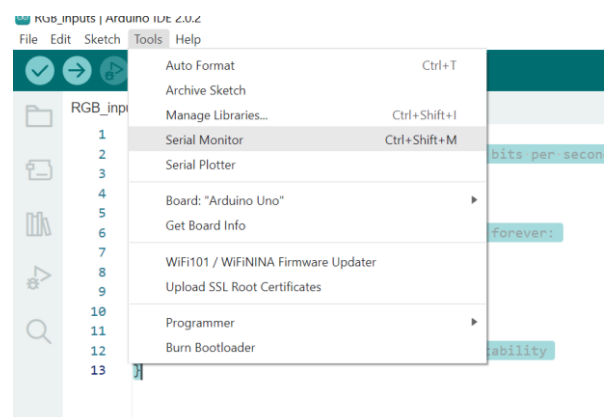 RGB_inputs | Arduino IDE 2.0.2
File Edit Sketch Tools Help
RGB_inp
Auto Format Ctrl+T
Archive Sketch
Manage Libraries... Ctrl+Shift+I
Serial Monitor Ctrl+Shift+M
Serial Plotter
Board: "Arduino Uno"
Get Board Info
WiFi101 / WiFiNINA Firmware Updater
Upload SSL Root Certificates
Programmer
Burn Bootloader
1
2 bits per secon
3
4
5
6 forever:
7
8
9
10
11
12 tability
13 }